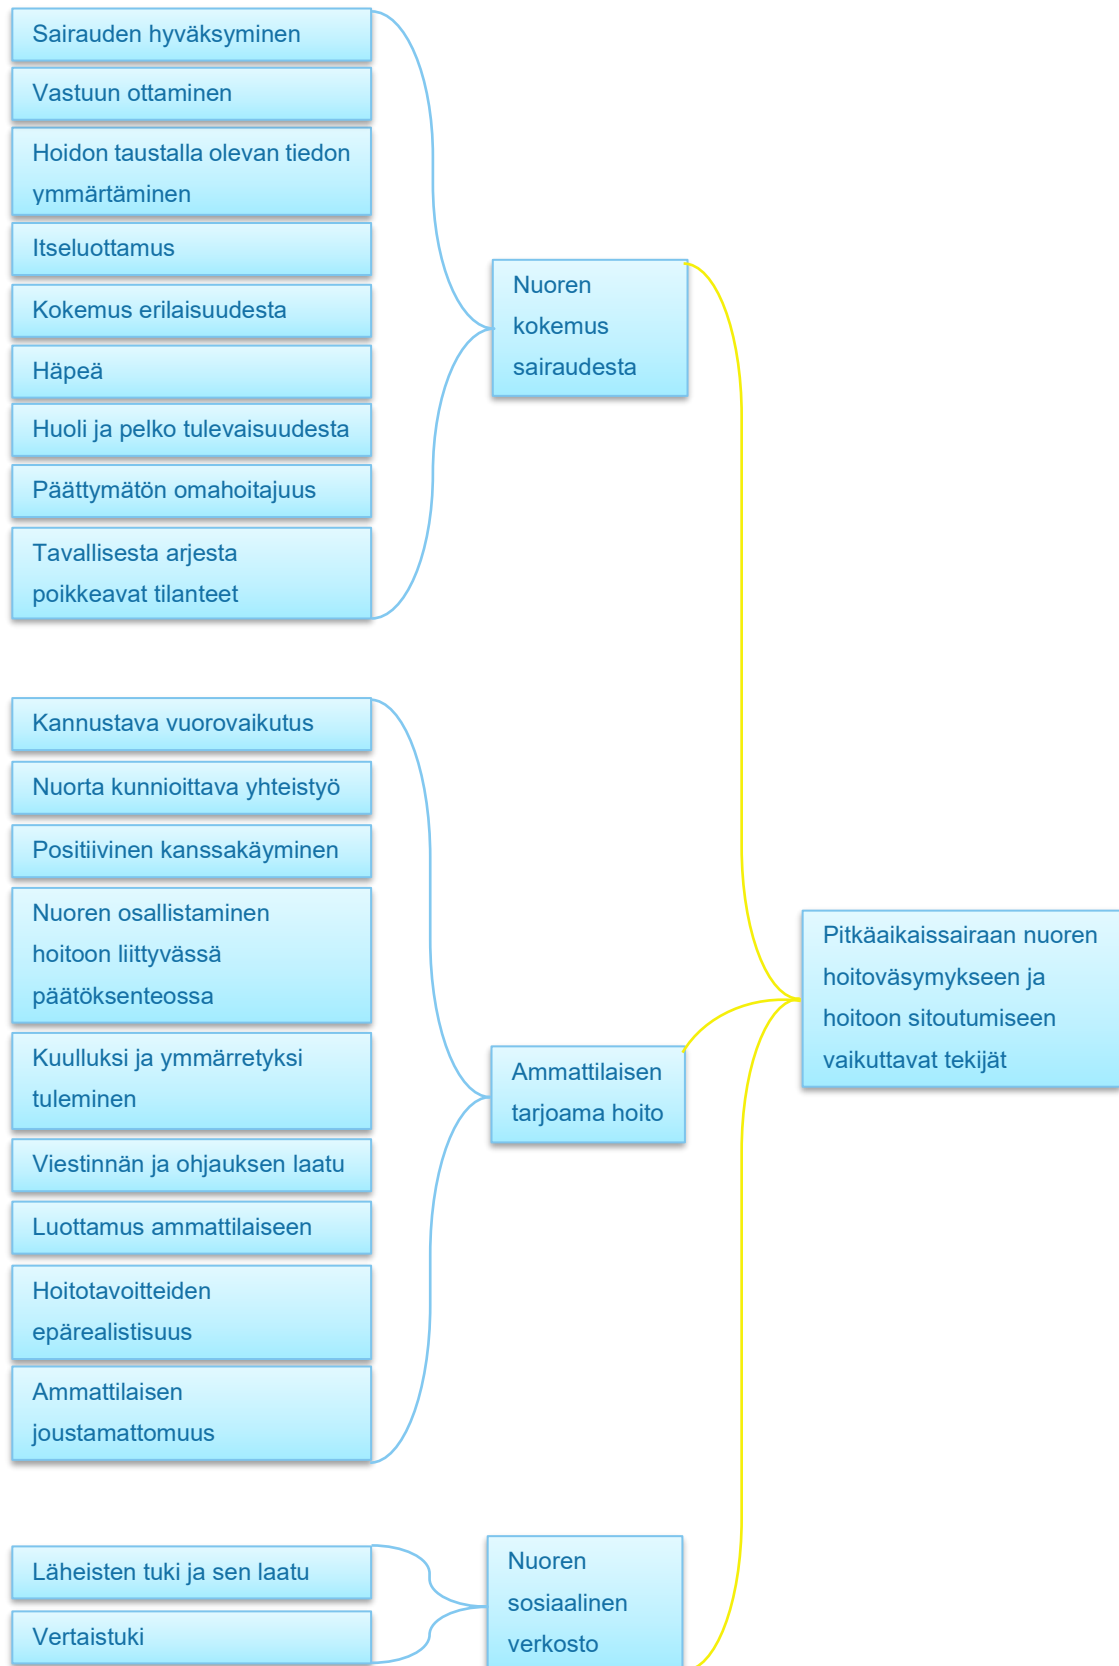 Sairauden hyväksyminen
Vastuun ottaminen
Hoidon taustalla olevan tiedon
ymmärtäminen
Itseluottamus
Kokemus erilaisuudesta
Häpeä
Huoli ja pelko tulevaisuudesta
Päättymätön omahoitajuus
Tavallisesta arjesta
poikkeavat tilanteet
Nuoren
kokemus
sairaudesta
Kannustava vuorovaikutus
Nuorta kunnioittava yhteistyö
Positiivinen kanssakäyminen
Nuoren osallistaminen
hoitoon liittyvässä
päätöksenteossa
Kuulluksi ja ymmärretyksi
tuleminen
Viestinnän ja ohjauksen laatu
Luottamus ammattilaiseen
Hoitotavoitteiden
epärealistisuus
Ammattilaisen
joustamattomuus
Ammattilaisen
tarjoama hoito
Läheisten tuki ja sen laatu
Vertaistuki
Nuoren
sosiaalinen
verkosto
Pitkäaikaissairaan nuoren
hoitoväsymykseen ja
hoitoon sitoutumiseen
vaikuttavat tekijät